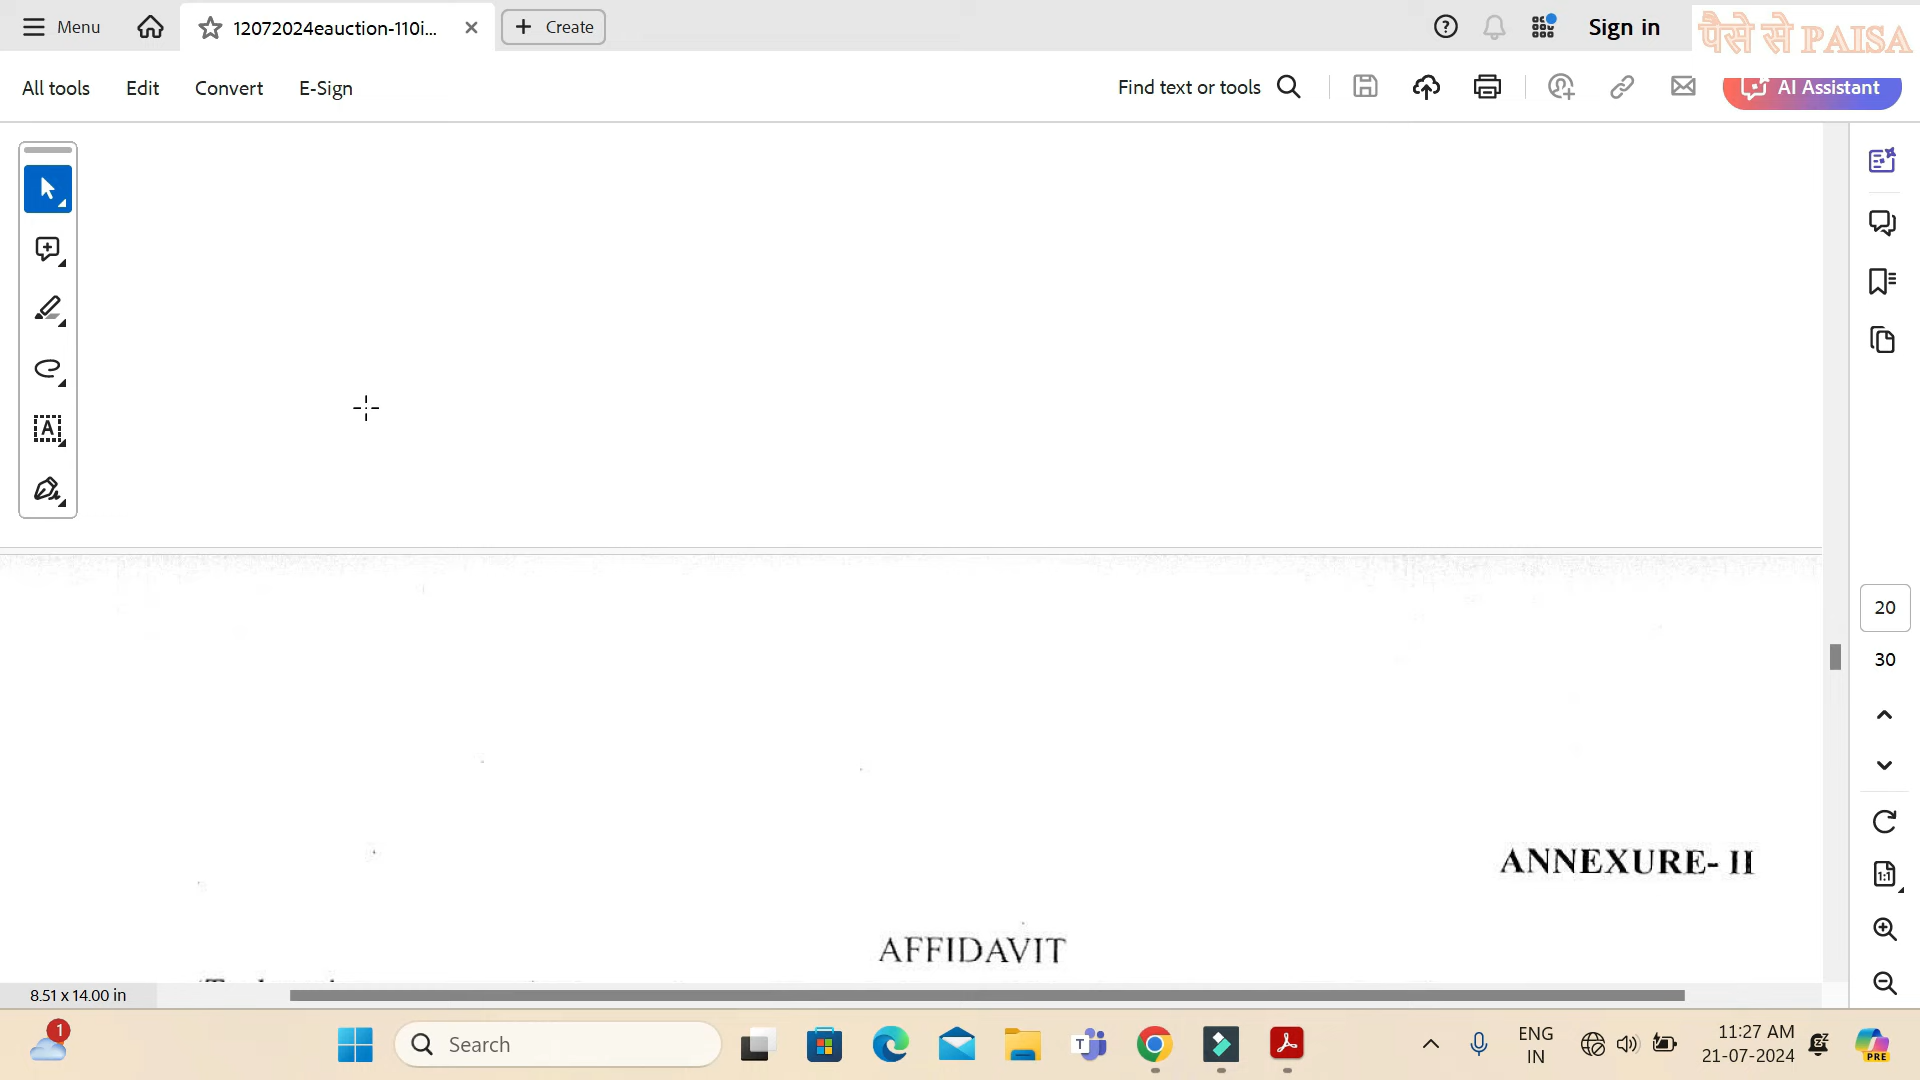 Menu
12072024eauction-110i...
Create
Sign in
पैसे से PAISA
All tools
Edit
Convert
E-Sign
Find text or tools
AI Assistant
20
30
ANNEXURE- II
AFFIDAVIT
8.51 x 14.00 in
1
Search
ENG
IN
11:27 AM
21-07-2024
PRE